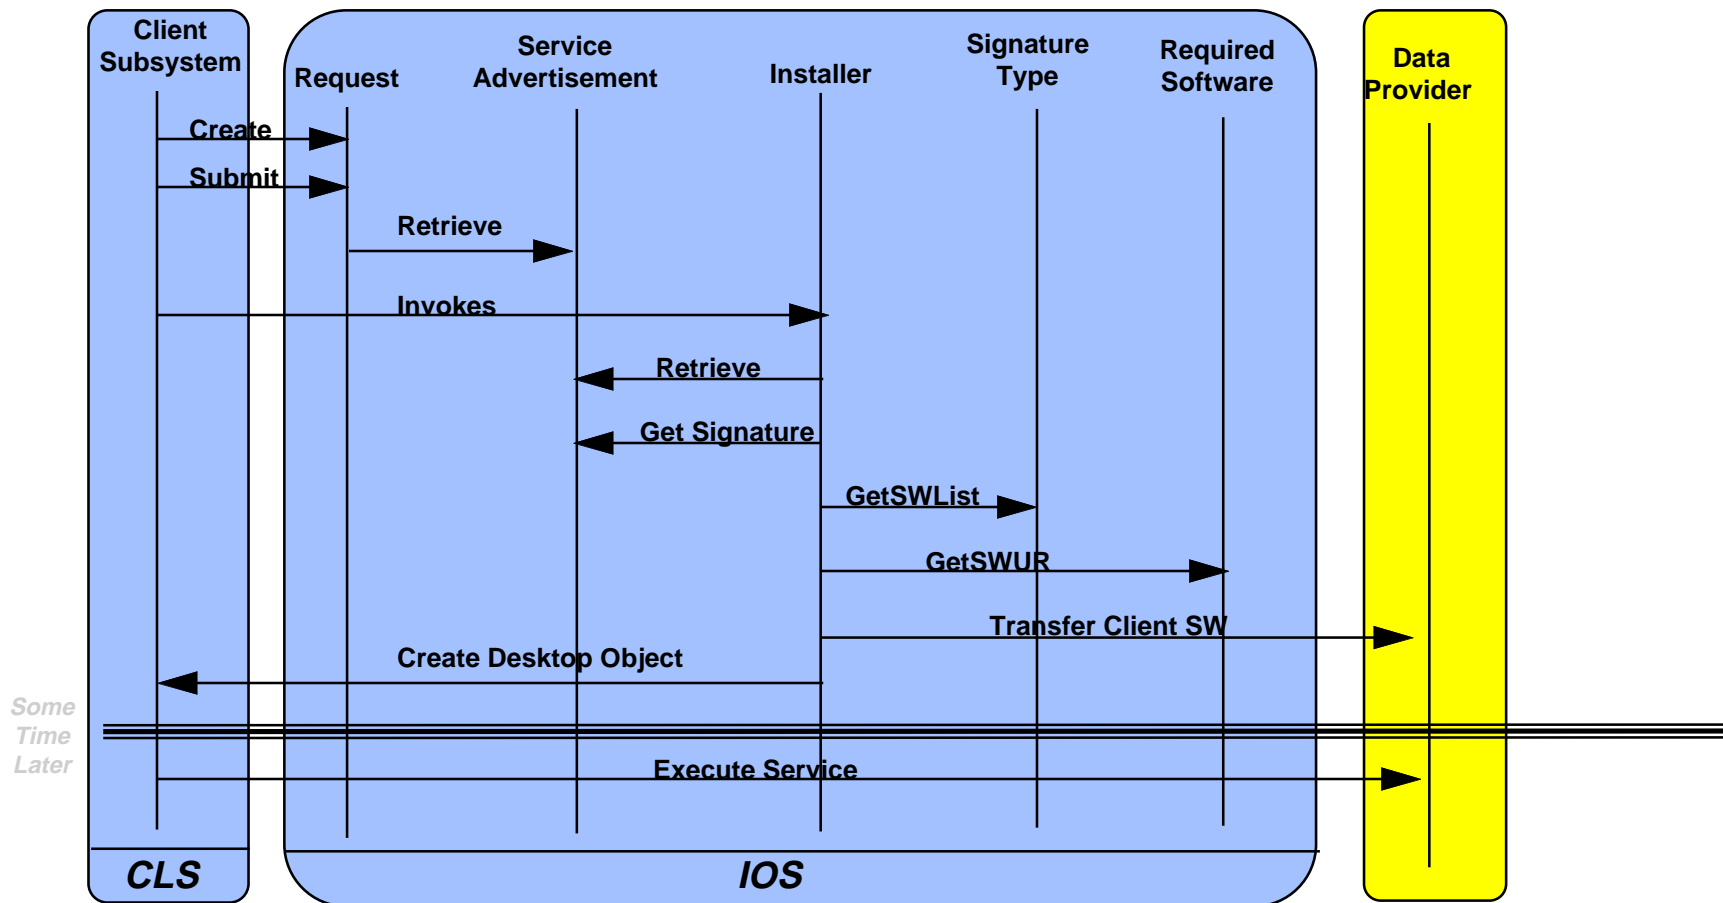 Client
Subsystem
Request
Service
Advertisement
Installer
Signature
Type
Required
Software
Data
Provider
Create
Submit
Retrieve
Invokes
Retrieve
Get Signature
GetSWList
GetSWUR
Transfer Client SW
Create Desktop Object
Some
Time
Later
Execute Service
CLS
IOS